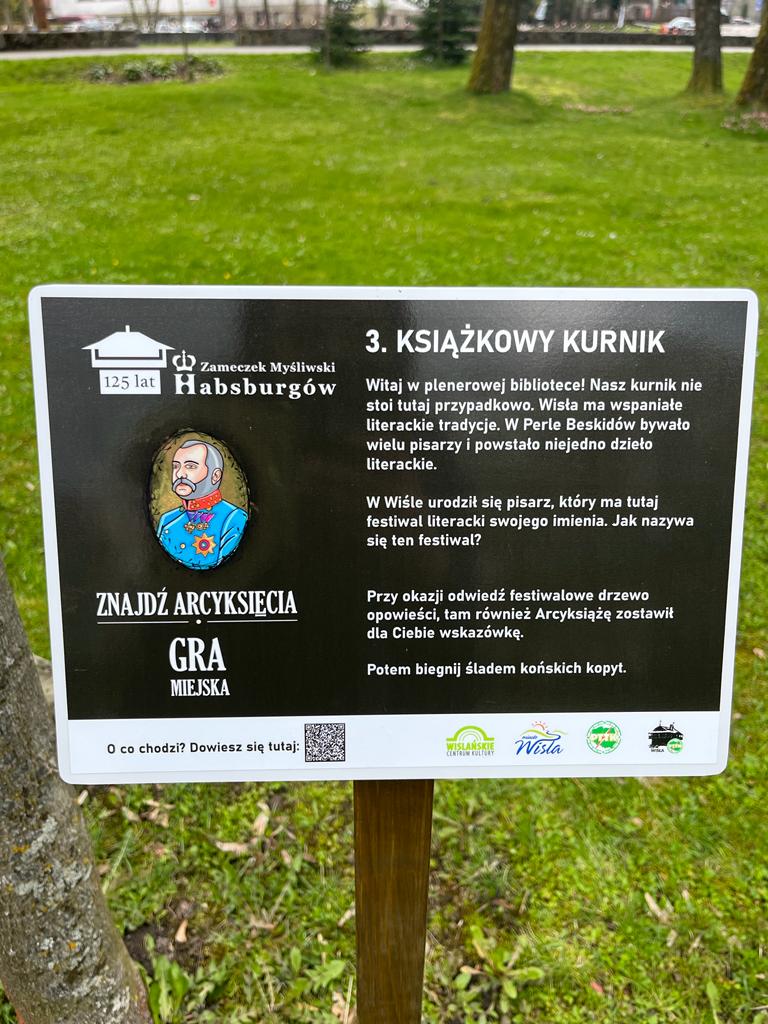 125 lat
Zameczek Myśliwski
Habsburgów
ZNAJDŹ ARCYKSIĘCIA
GRA
MIEJSKA
3. KSIĄŻKOWY KURNIK
Witaj w plenerowej bibliotece! Nasz kurnik nie
stoi tutaj przypadkowo. Wisła ma wspaniałe
literackie tradycje. W Perle Beskidów bywało
wielu pisarzy i powstało niejedno dzieło
literackie.
W Wiśle urodził się pisarz, który ma tutaj
festiwal literacki swojego imienia. Jak nazywa
się ten festiwal?
Przy okazji odwiedź festiwalowe drzewo
opowieści, tam również Arcyksiążę zostawił
dla Ciebie wskazówkę.
Potem biegnij śladem końskich kopyt.
O co chodzi? Dowiesz się tutaj:
WIŚLAŃSKIE
CENTRUM KULTURY
miasto
Wisła
PTTK
WISŁA